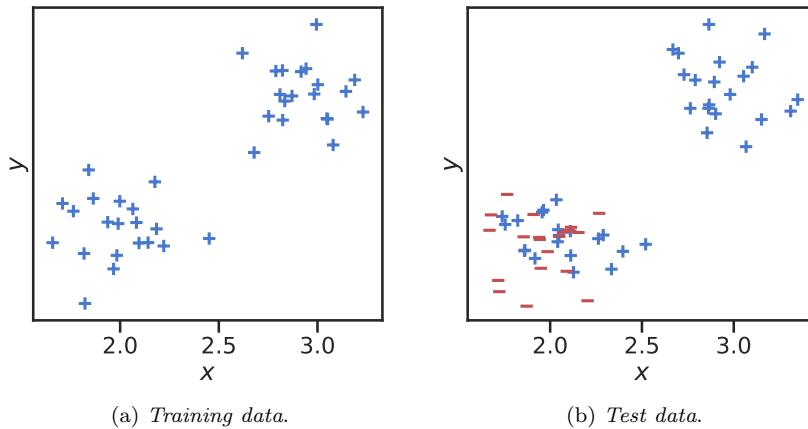 y
2.0 2.5 3.0
x
(a) Training data.
y
2.0 2.5 3.0
x
(b) Test data.